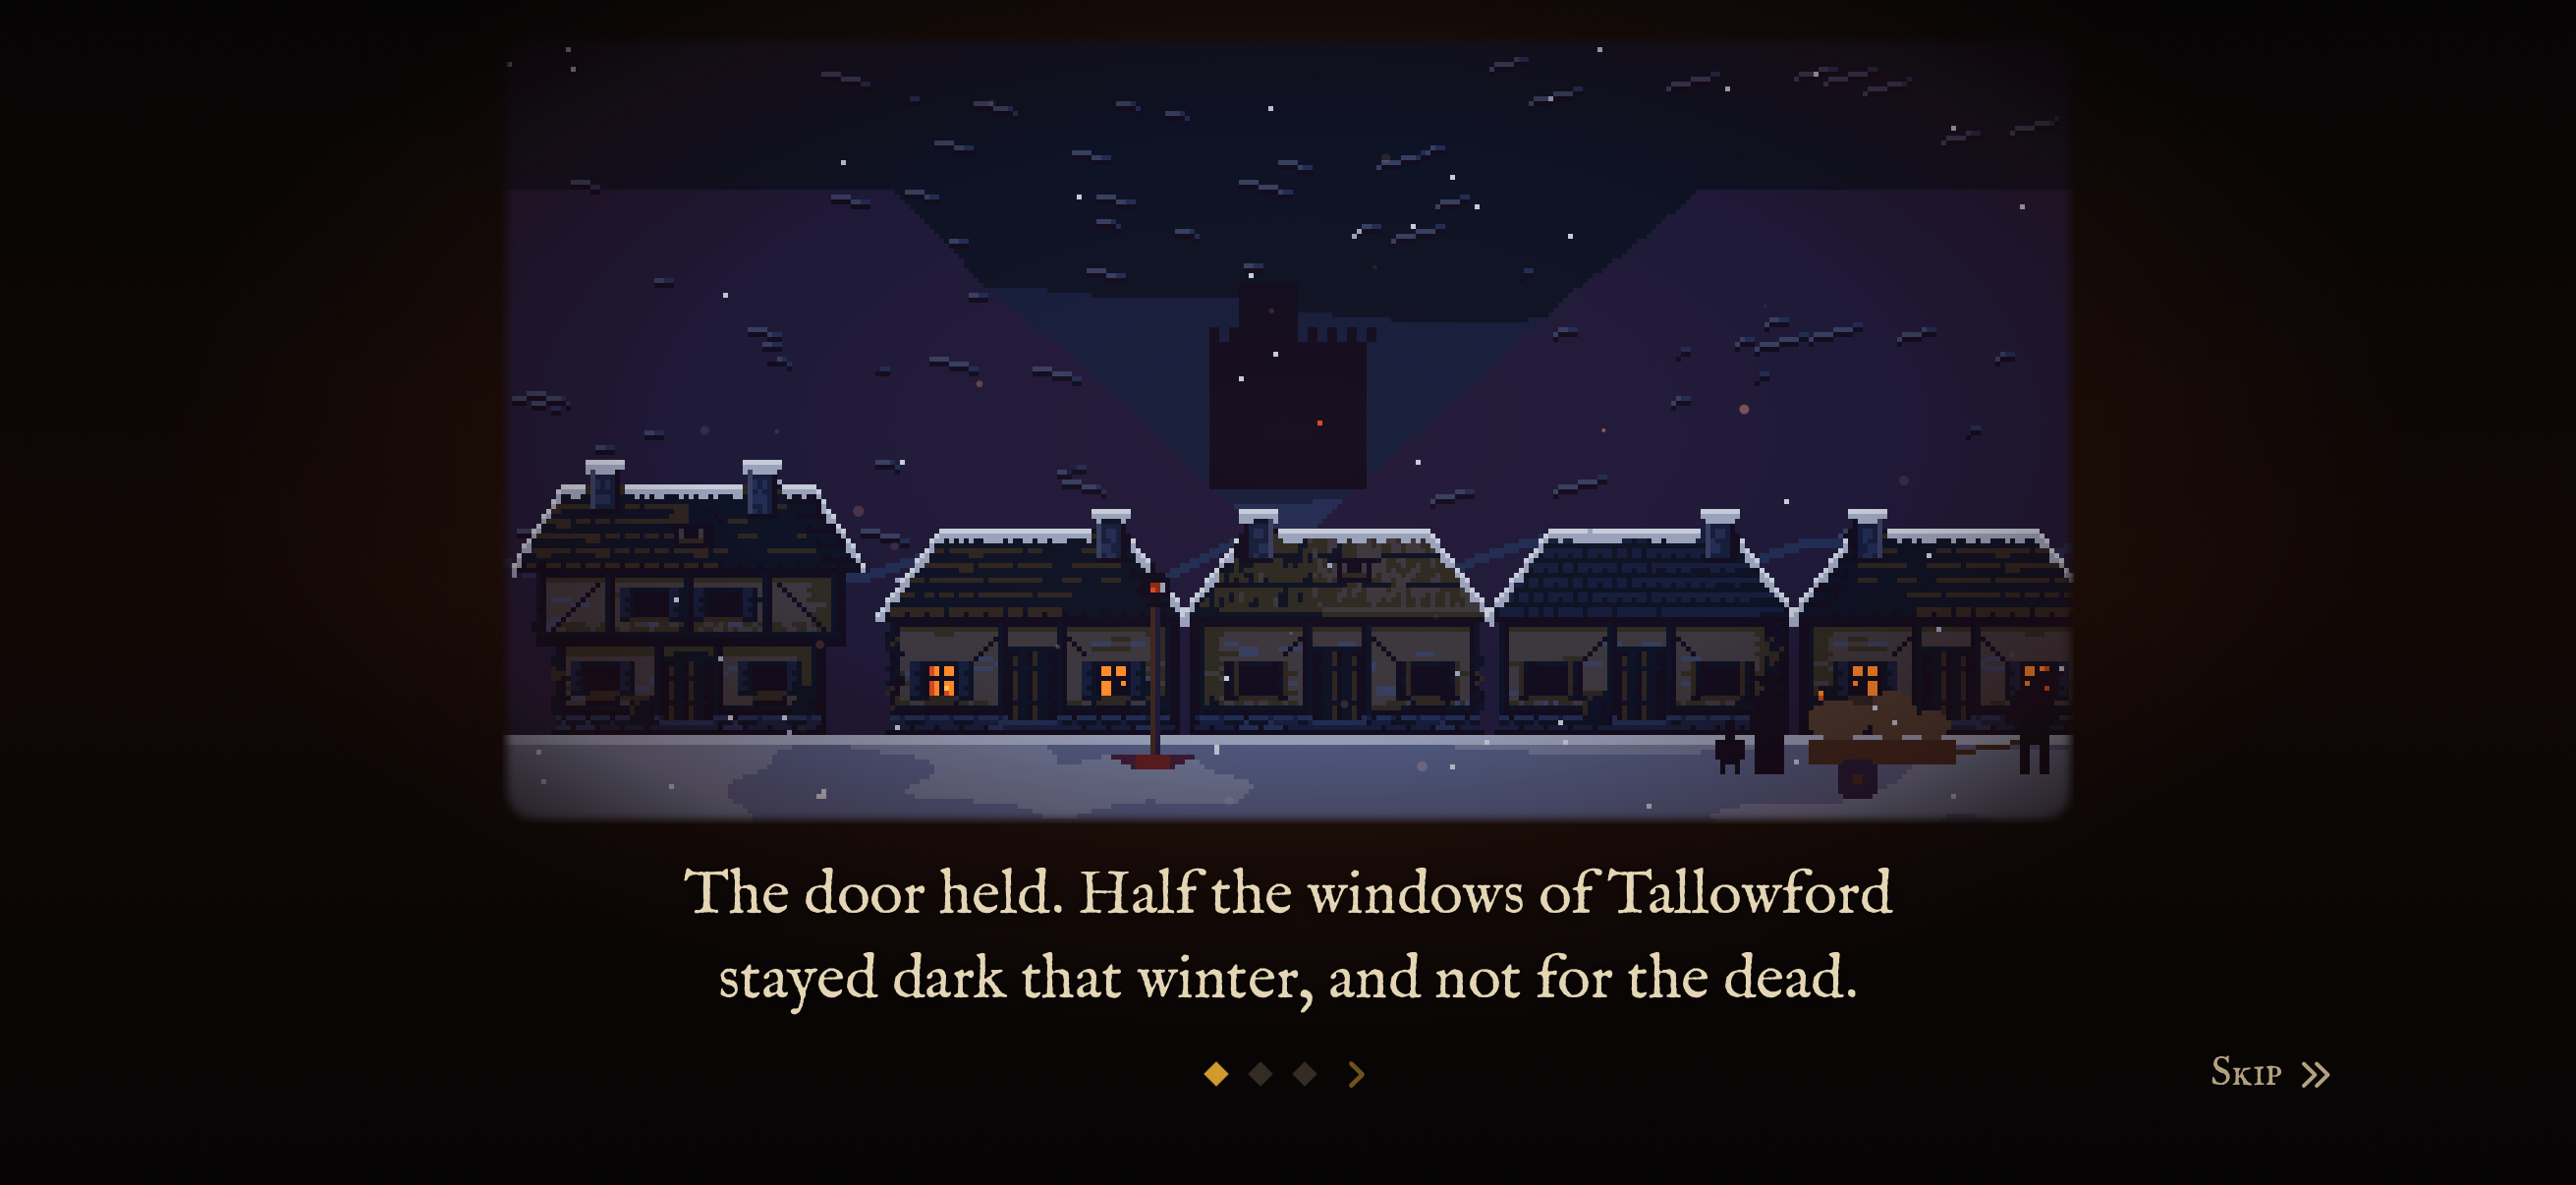 The door held. Half the windows of Tallowford
stayed dark that winter, and not for the dead.
Skip